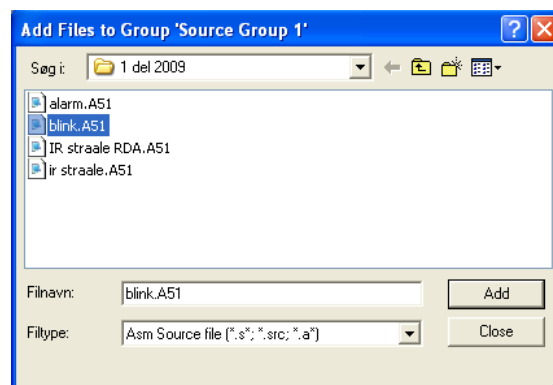 Add Files to Group 'Source Group 1'
Søg i: 1 del 2009
alarm.A51
blink.A51
IR straale RDA.A51
ir straale.A51
Filnavn: blink.A51 Add
Filtype: Asm Source file (*.s*; *.src; *.a*) Close